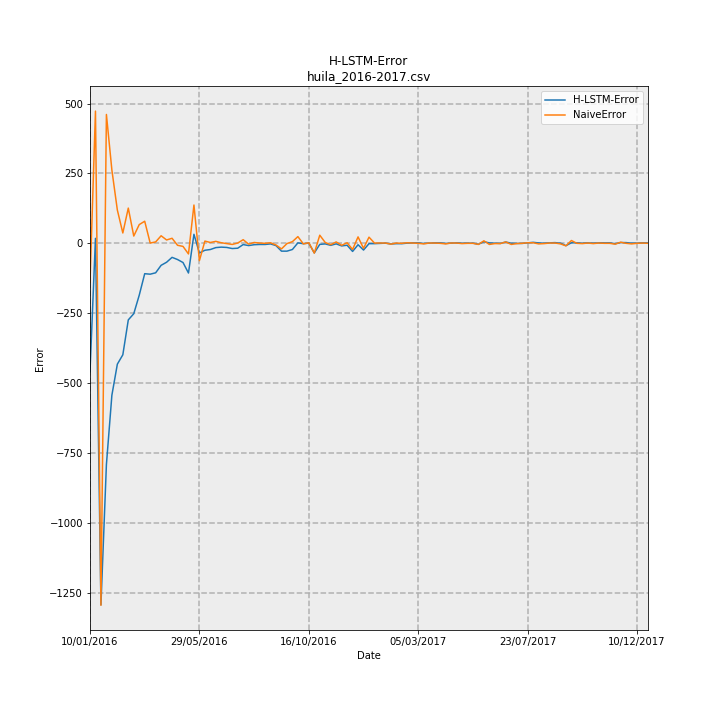 H-LSTM-Error
huila_2016-2017.csv
H-LSTM-Error
NaiveError
500
250
0
−250
−500
−750
−1000
−1250
Error
10/01/2016
29/05/2016
16/10/2016
05/03/2017
23/07/2017
10/12/2017
Date